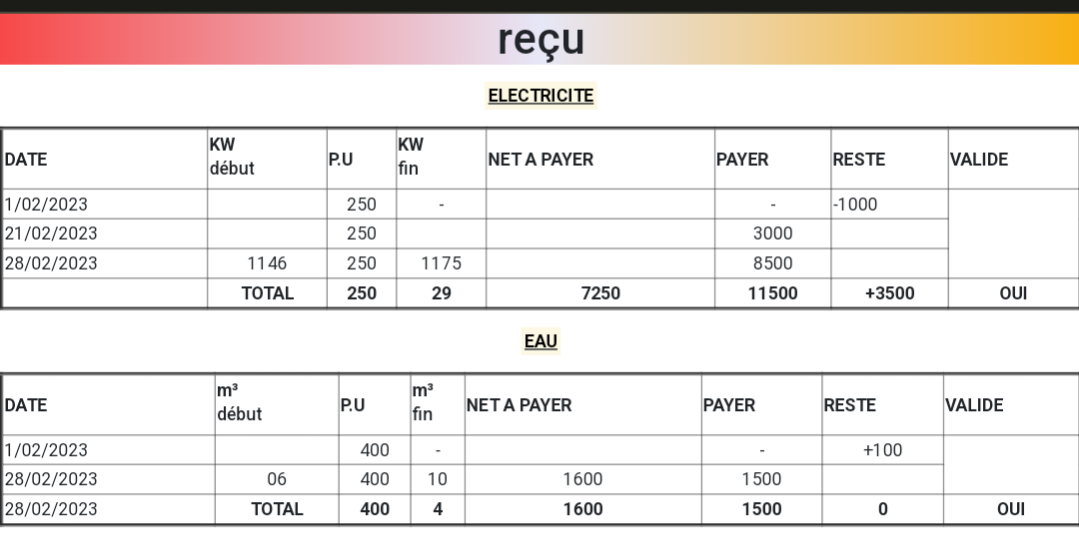 reçu
ELECTRICITE
DATE KW début P.U KW fin NET A PAYER PAYER RESTE VALIDE
1/02/2023 250 - - -1000
21/02/2023 250 3000
28/02/2023 1146 250 1175 8500
TOTAL 250 29 7250 11500 +3500 OUI
EAU
DATE m³ début P.U m³ fin NET A PAYER PAYER RESTE VALIDE
1/02/2023 400 - - +100
28/02/2023 06 400 10 1600 1500
28/02/2023 TOTAL 400 4 1600 1500 0 OUI